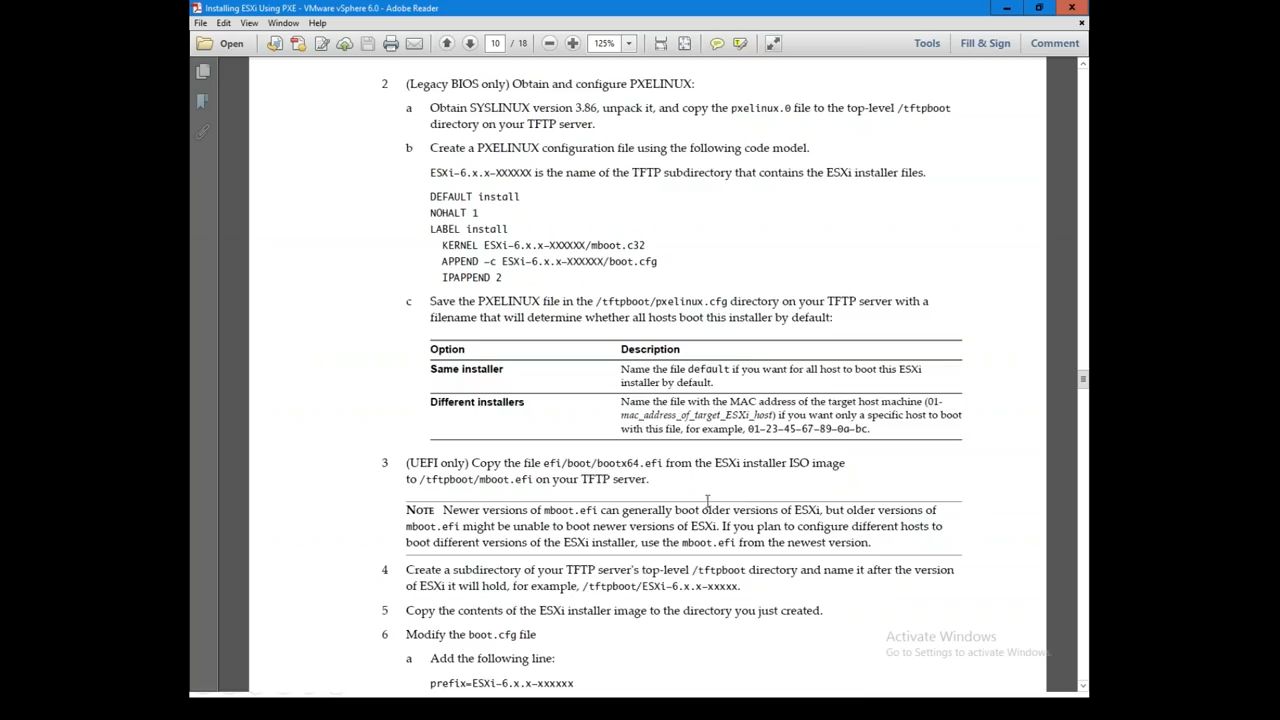 Installing ESXi Using PXE - VMware vSphere 6.0 - Adobe Reader
File Edit View Window Help
Open 10 / 18 125% Tools Fill & Sign Comment
2 (Legacy BIOS only) Obtain and configure PXELINUX:
a Obtain SYSLINUX version 3.86, unpack it, and copy the pxelinux.0 file to the top-level /tftpboot
directory on your TFTP server.
b Create a PXELINUX configuration file using the following code model.
ESXi-6.x.x-XXXXXX is the name of the TFTP subdirectory that contains the ESXi installer files.
DEFAULT install
NOHALT 1
LABEL install
KERNEL ESXi-6.x.x-XXXXXX/mboot.c32
APPEND -c ESXi-6.x.x-XXXXXX/boot.cfg
IPAPPEND 2
c Save the PXELINUX file in the /tftpboot/pxelinux.cfg directory on your TFTP server with a
filename that will determine whether all hosts boot this installer by default:
Option Description
Same installer Name the file default if you want for all host to boot this ESXi
installer by default.
Different installers Name the file with the MAC address of the target host machine (01-
mac_address_of_target_ESXi_host) if you want only a specific host to boot
with this file, for example, 01-23-45-67-89-0a-bc.
3 (UEFI only) Copy the file efi/boot/bootx64.efi from the ESXi installer ISO image
to /tftpboot/mboot.efi on your TFTP server.
NOTE Newer versions of mboot.efi can generally boot older versions of ESXi, but older versions of
mboot.efi might be unable to boot newer versions of ESXi. If you plan to configure different hosts to
boot different versions of the ESXi installer, use the mboot.efi from the newest version.
4 Create a subdirectory of your TFTP server's top-level /tftpboot directory and name it after the version
of ESXi it will hold, for example, /tftpboot/ESXi-6.x.x-xxxxx.
5 Copy the contents of the ESXi installer image to the directory you just created.
6 Modify the boot.cfg file
Activate Windows
Go to Settings to activate Windows.
a Add the following line:
prefix=ESXi-6.x.x-xxxxxx